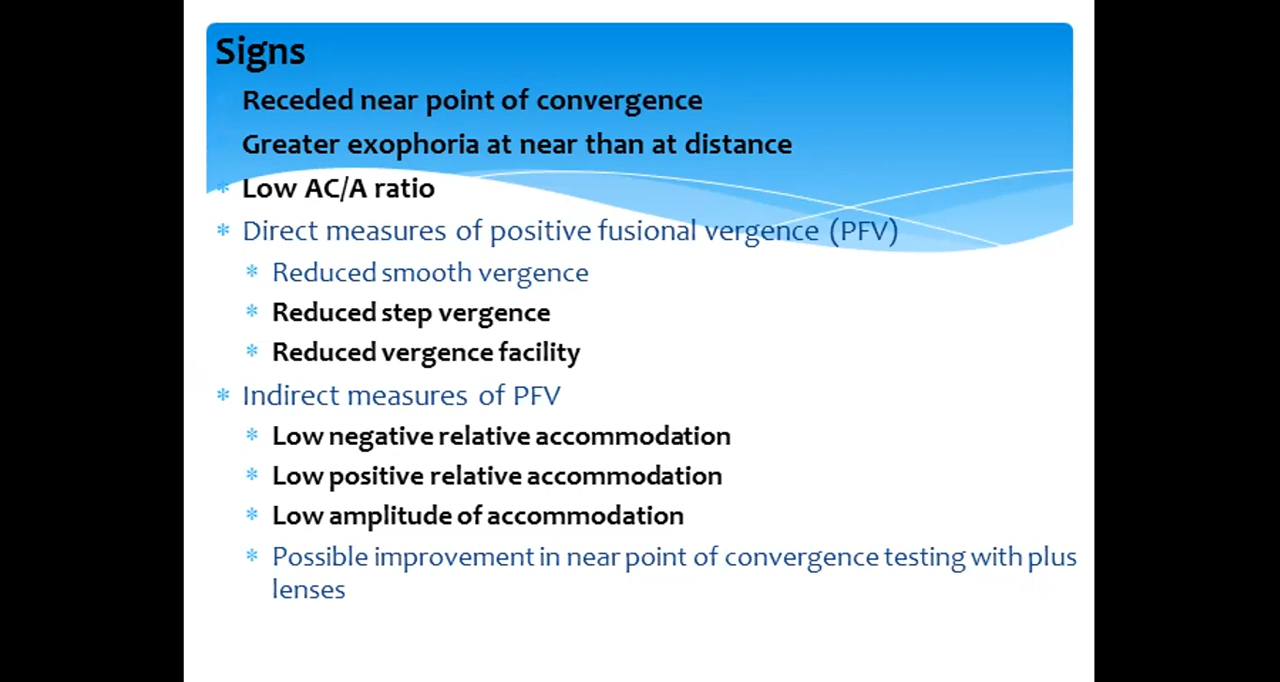 Signs
Receded near point of convergence
Greater exophoria at near than at distance
* Low AC/A ratio
* Direct measures of positive fusional vergence (PFV)
* Reduced smooth vergence
* Reduced step vergence
* Reduced vergence facility
* Indirect measures of PFV
* Low negative relative accommodation
* Low positive relative accommodation
* Low amplitude of accommodation
* Possible improvement in near point of convergence testing with plus
lenses